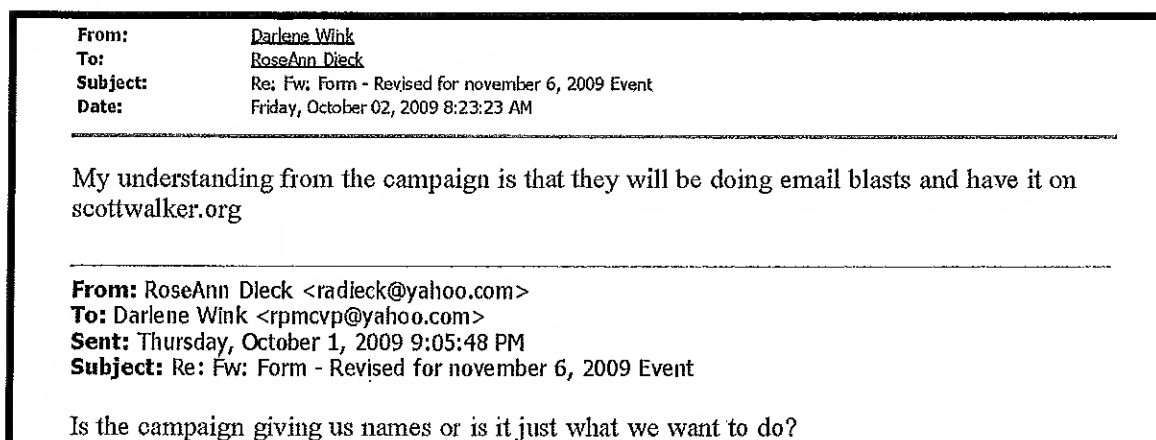 From: Darlene Wink
To: RoseAnn Dieck
Subject: Re: Fw: Form - Revised for november 6, 2009 Event
Date: Friday, October 02, 2009 8:23:23 AM
My understanding from the campaign is that they will be doing email blasts and have it on
scottwalker.org
From: RoseAnn Dieck <radieck@yahoo.com>
To: Darlene Wink <rpmcvp@yahoo.com>
Sent: Thursday, October 1, 2009 9:05:48 PM
Subject: Re: Fw: Form - Revised for november 6, 2009 Event
Is the campaign giving us names or is it just what we want to do?